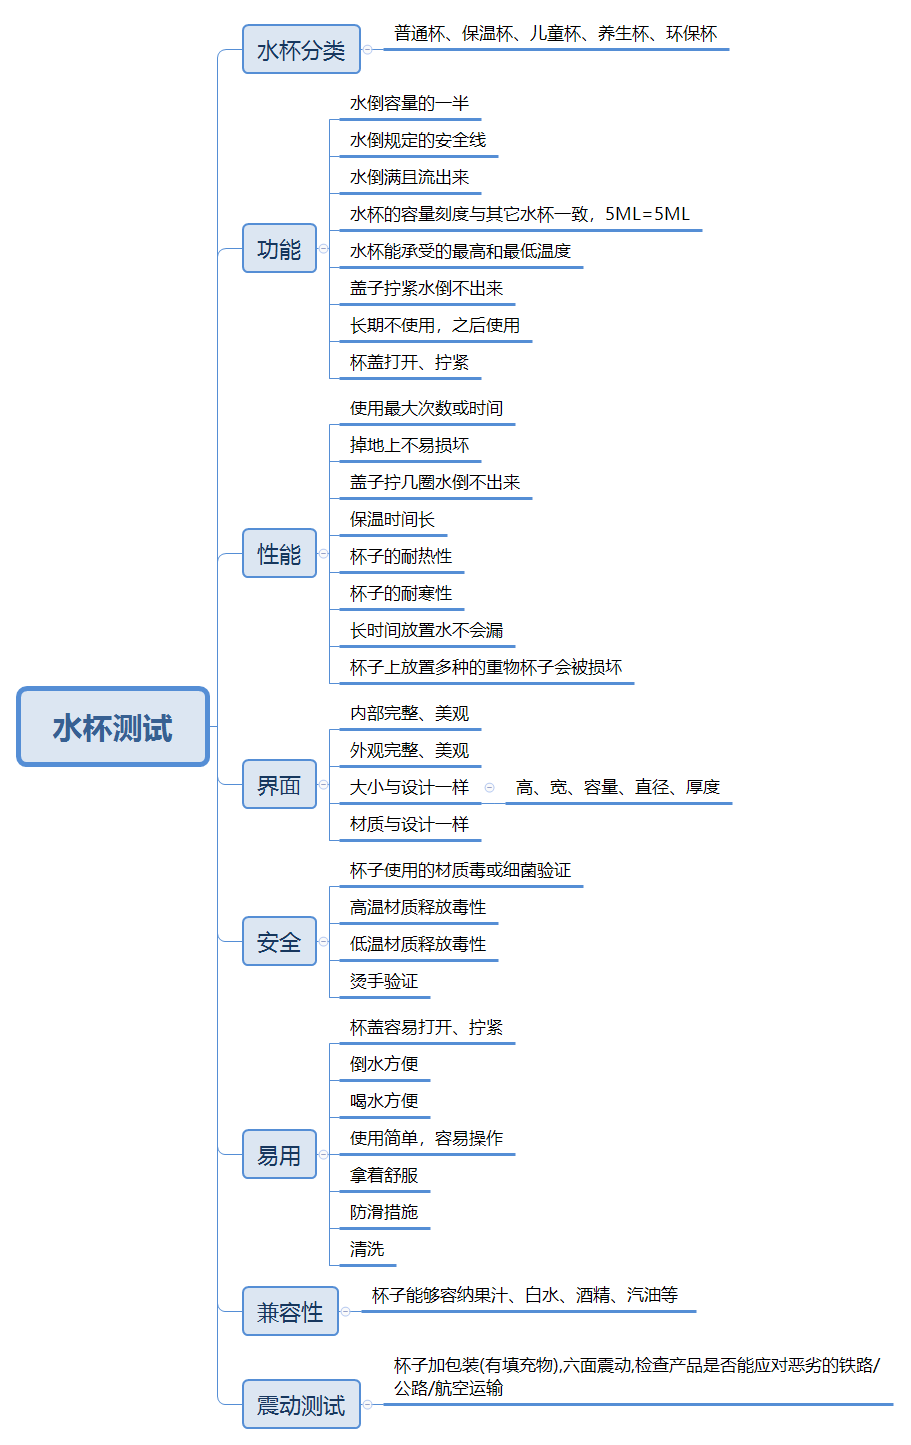 水杯测试
水杯分类
普通杯、保温杯、儿童杯、养生杯、环保杯
功能
水倒容量的一半
水倒规定的安全线
水倒满且流出来
水杯的容量刻度与其它水杯一致，5ML=5ML
水杯能承受的最高和最低温度
盖子拧紧水倒不出来
长期不使用，之后使用
杯盖打开、拧紧
性能
使用最大次数或时间
掉地上不易损坏
盖子拧几圈水倒不出来
保温时间长
杯子的耐热性
杯子的耐寒性
长时间放置水不会漏
杯子上放置多种的重物杯子会被损坏
界面
内部完整、美观
外观完整、美观
大小与设计一样
高、宽、容量、直径、厚度
材质与设计一样
安全
杯子使用的材质毒或细菌验证
高温材质释放毒性
低温材质释放毒性
烫手验证
易用
杯盖容易打开、拧紧
倒水方便
喝水方便
使用简单，容易操作
拿着舒服
防滑措施
清洗
兼容性
杯子能够容纳果汁、白水、酒精、汽油等
震动测试
杯子加包装(有填充物),六面震动,检查产品是否能应对恶劣的铁路/
公路/航空运输